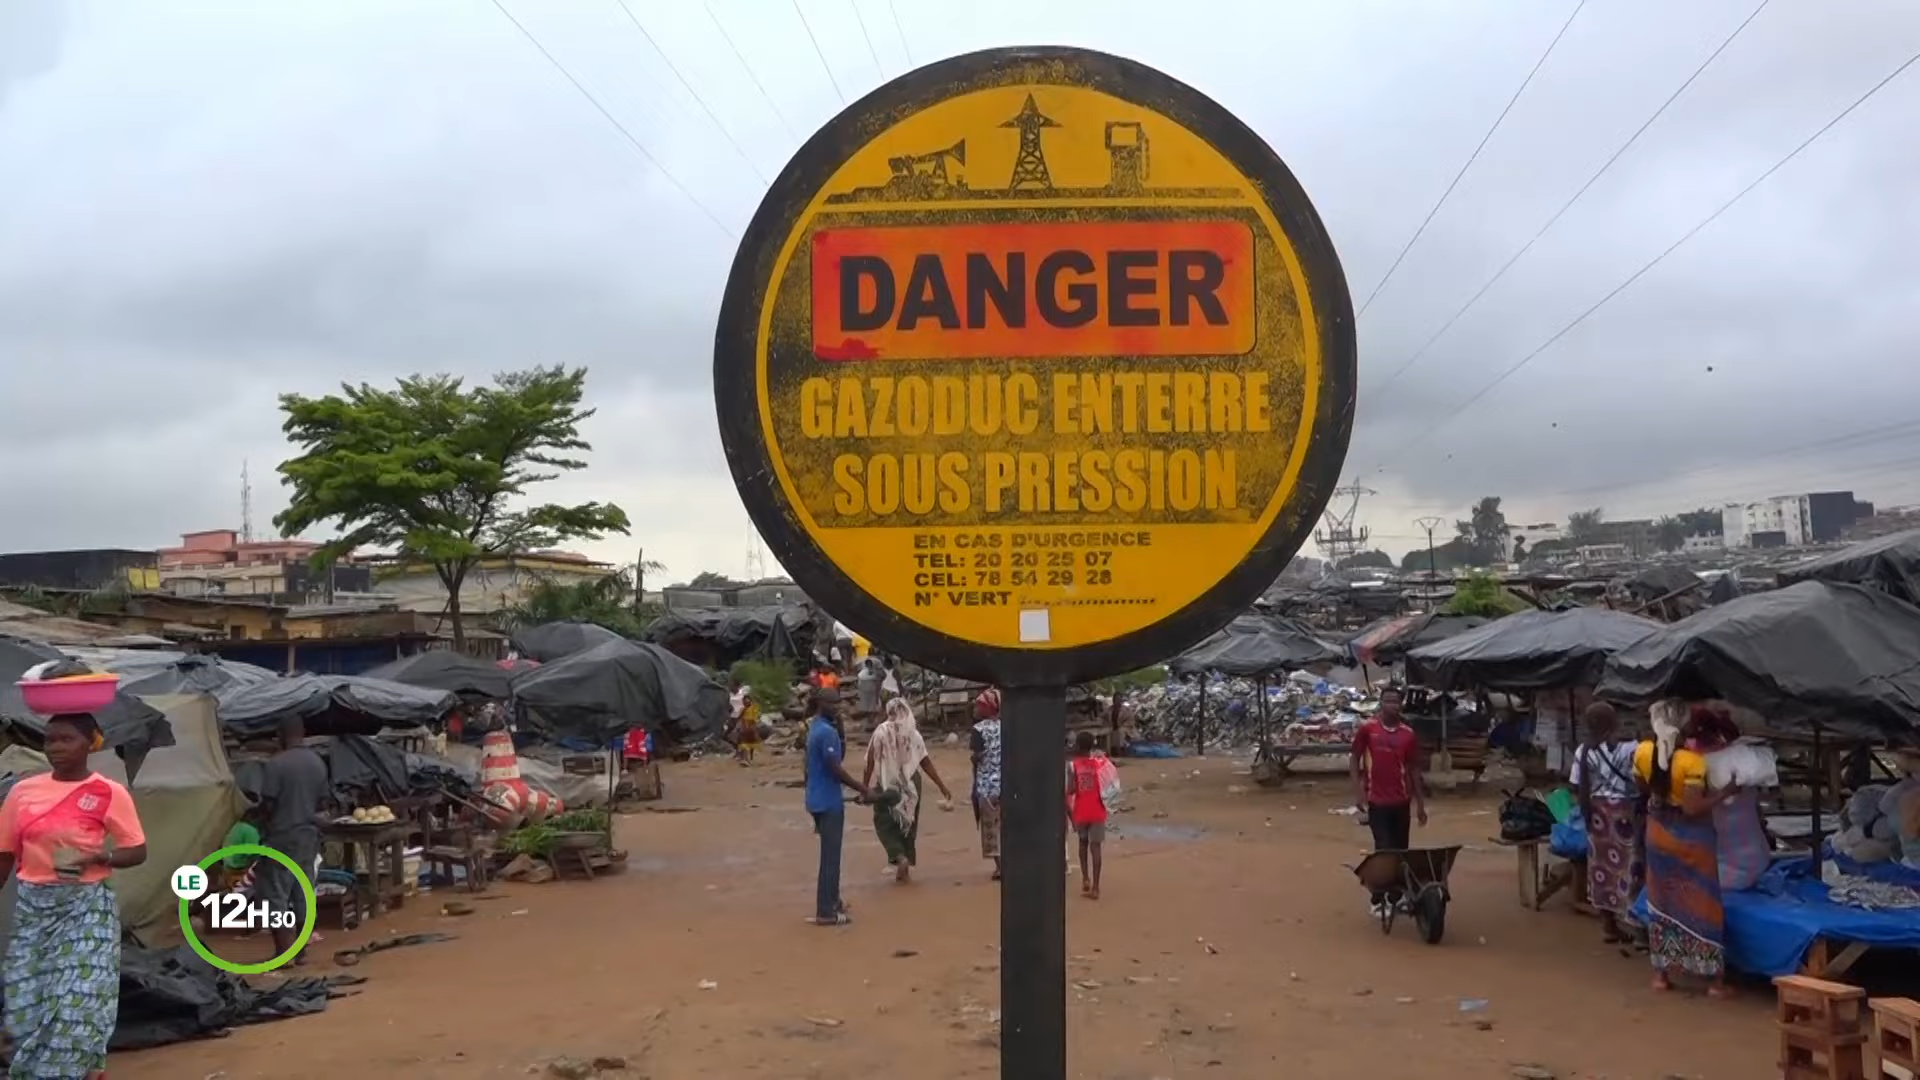 DANGER
GAZODUC ENTERRE
SOUS PRESSION
EN CAS D'URGENCE
TEL: 20 20 25 07
CEL: 78 54 29 28
N° VERT
LE
12H30